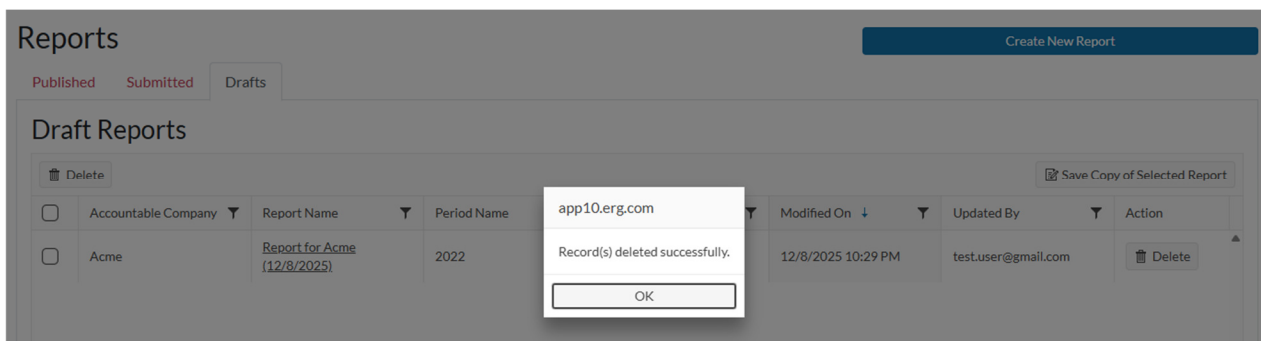 Reports
Create New Report
Published Submitted Drafts
Draft Reports
Delete
Save Copy of Selected Report
Accountable Company Report Name Period Name Modified On ↓ Updated By Action
Acme Report for Acme 2022 12/8/2025 10:29 PM test.user@gmail.com Delete
(12/8/2025)
app10.erg.com
Record(s) deleted successfully.
OK